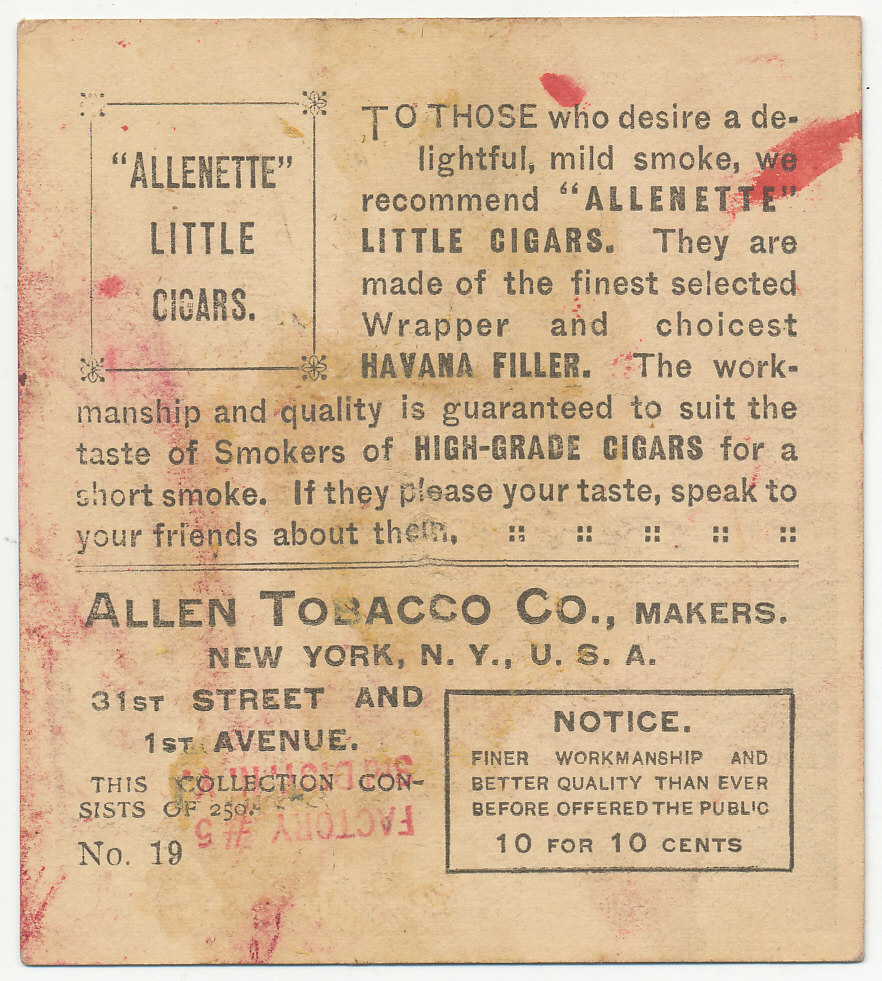 "ALLENETTE"
LITTLE
CIGARS.
TO THOSE who desire a de-
lightful, mild smoke, we
recommend "ALLENETTE"
LITTLE CIGARS. They are
made of the finest selected
Wrapper and choicest
HAVANA FILLER. The work-
manship and quality is guaranteed to suit the
taste of Smokers of HIGH-GRADE CIGARS for a
short smoke. If they please your taste, speak to
your friends about them, :: :: :: :: ::
ALLEN TOBACCO CO., MAKERS.
NEW YORK, N. Y., U. S. A.
31ST STREET AND
1ST AVENUE.
THIS COLLECTION CON-
SISTS OF 250.
No. 19
FACTORY # 5
NOTICE.
FINER WORKMANSHIP AND
BETTER QUALITY THAN EVER
BEFORE OFFERED THE PUBLIC
10 FOR 10 CENTS